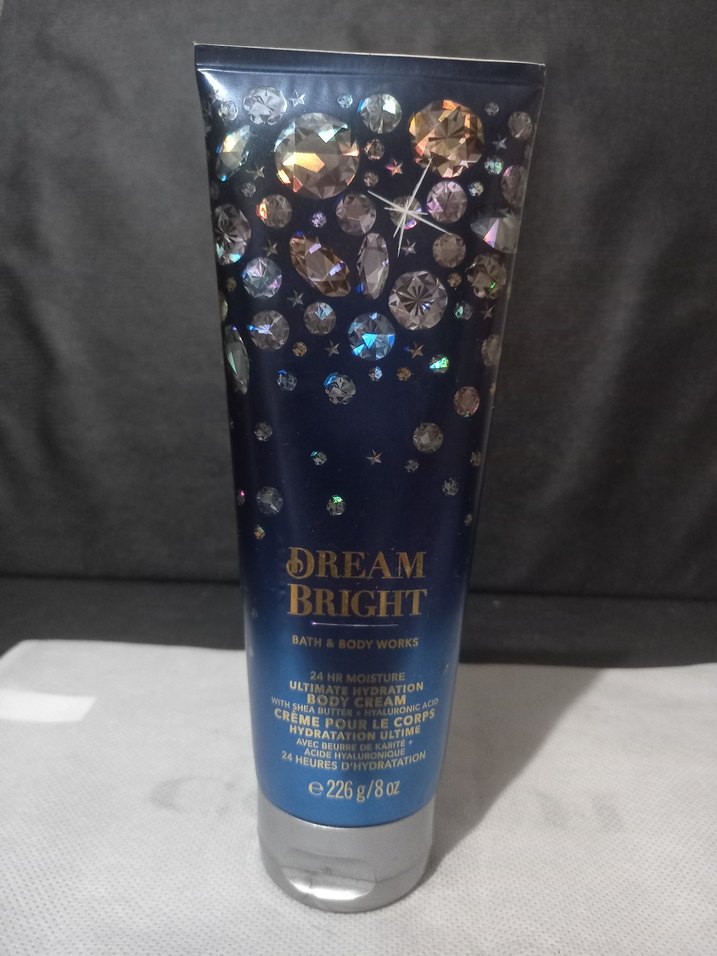 DREAM
BRIGHT
BATH & BODY WORKS
24 HR MOISTURE
ULTIMATE HYDRATION
BODY CREAM
WITH SHEA BUTTER + HYALURONIC ACID
CRÈME POUR LE CORPS
HYDRATATION ULTIME
AVEC BEURRE DE KARITÉ +
ACIDE HYALURONIQUE
24 HEURES D'HYDRATATION
℮ 226 g/8 oz